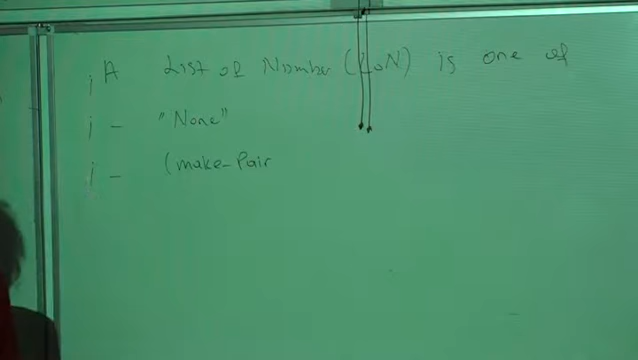 ; A List of Number (LoN) is one of
; - "None"
; - (make-Pair